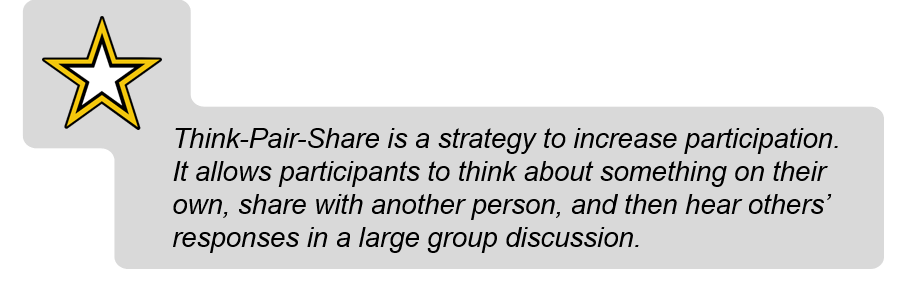 Think-Pair-Share is a strategy to increase participation.
It allows participants to think about something on their
own, share with another person, and then hear others’
responses in a large group discussion.